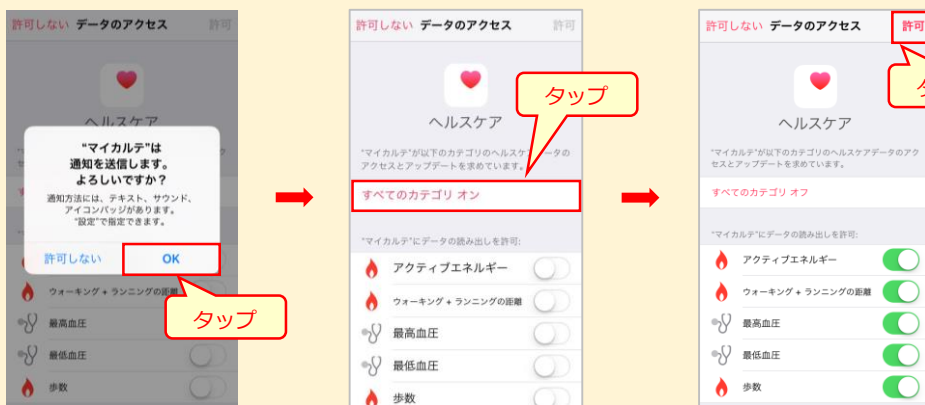 許可しない データのアクセス 許可
ヘルスケア
"マイカルテ"は
通知を送信します。
よろしいですか？
通知方法には、テキスト、サウンド、
アイコンバッジがあります。
"設定"で指定できます。
許可しない OK
タップ
ウォーキング + ランニングの距離
最高血圧
最低血圧
歩数
許可しない データのアクセス 許可
タップ
ヘルスケア
"マイカルテ"が以下のカテゴリのヘルスケアデータの
アクセスとアップデートを求めています。
すべてのカテゴリ オン
"マイカルテ"にデータの読み出しを許可:
アクティブエネルギー
ウォーキング + ランニングの距離
最高血圧
最低血圧
歩数
許可しない データのアクセス 許可
ヘルスケア
"マイカルテ"が以下のカテゴリのヘルスケアデータのアク
セスとアップデートを求めています。
すべてのカテゴリ オフ
"マイカルテ"にデータの読み出しを許可:
アクティブエネルギー
ウォーキング + ランニングの距離
最高血圧
最低血圧
歩数